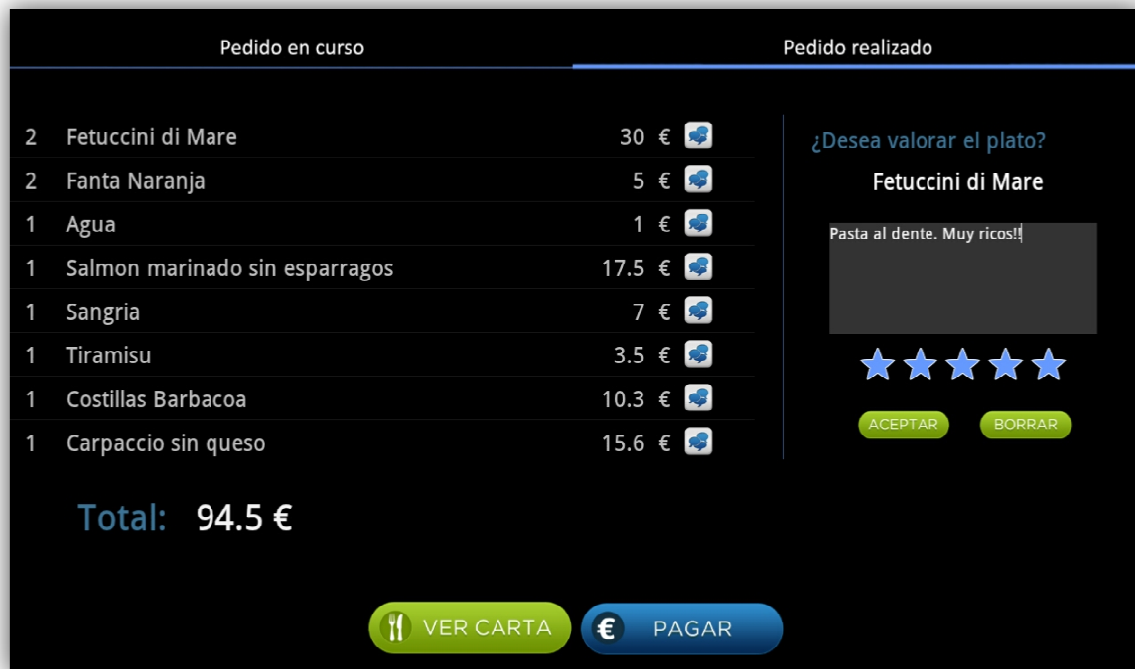 Pedido en curso
Pedido realizado
2 Fetuccini di Mare 30 €
2 Fanta Naranja 5 €
1 Agua 1 €
1 Salmon marinado sin esparragos 17.5 €
1 Sangria 7 €
1 Tiramisu 3.5 €
1 Costillas Barbacoa 10.3 €
1 Carpaccio sin queso 15.6 €
Total: 94.5 €
¿Desea valorar el plato?
Fetuccini di Mare
Pasta al dente. Muy ricos!!
ACEPTAR BORRAR
VER CARTA € PAGAR